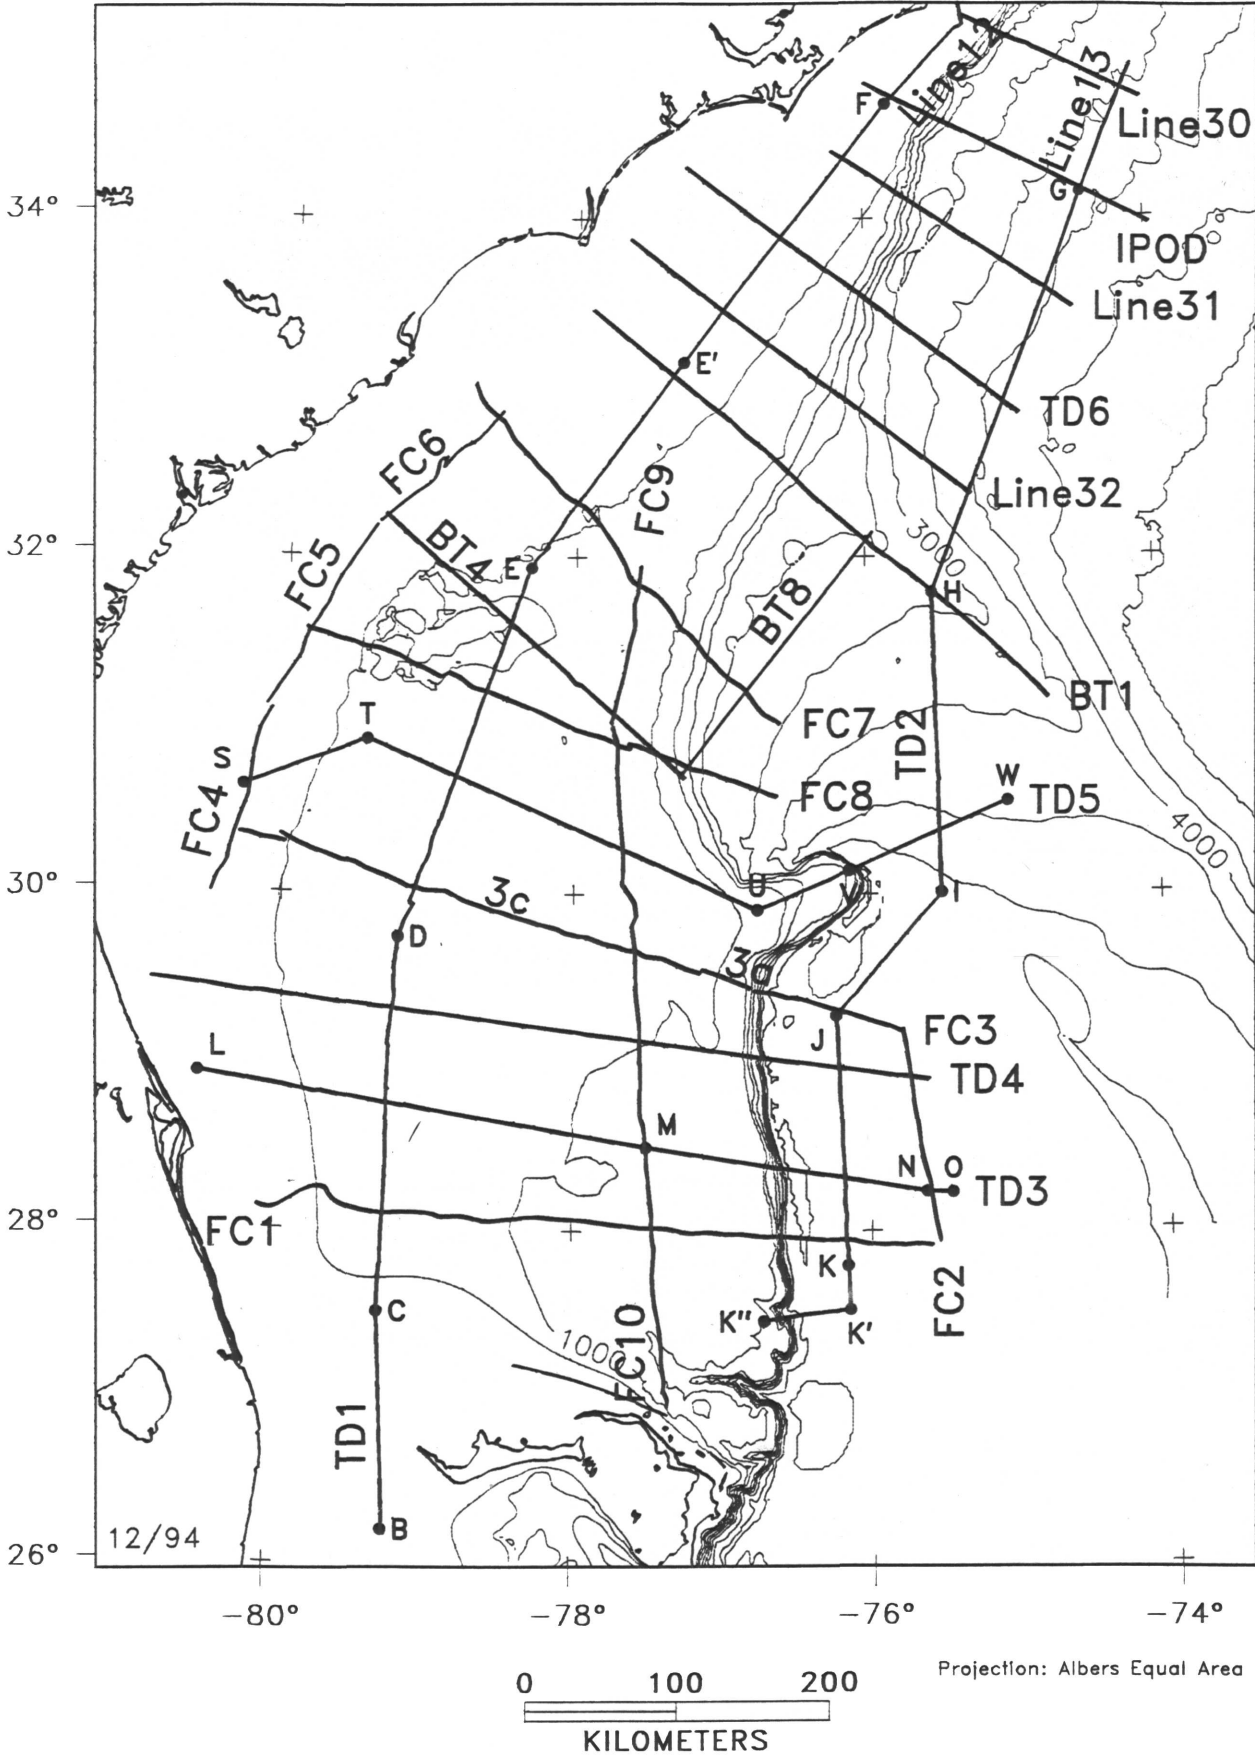 Line12
Line13
F
Line30
34°
G
IPOD
Line31
E'
TD6
FC6
FC9
Line32
32°
BT4
3000
E
FC5
BT8
H
BT1
T
FC7
TD2
S
W
FC8
TD5
FC4
4000
30°
U
V
I
3c
D
3a
J
FC3
L
TD4
M
N
O
TD3
28°
FC1
K
FC2
C
K"
K'
1000
FC10
TD1
B
12/94
26°
-80°
-78°
-76°
-74°
Projection: Albers Equal Area
0 100 200
KILOMETERS